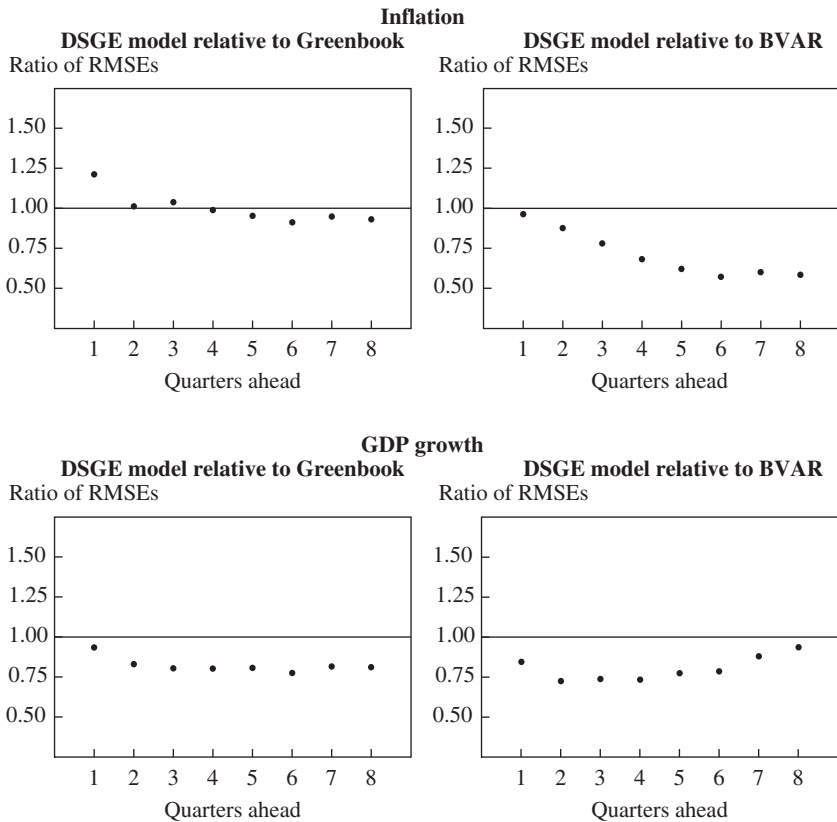 Inflation
DSGE model relative to Greenbook
DSGE model relative to BVAR
Ratio of RMSEs
Ratio of RMSEs
1.50
1.25
1.00
0.75
0.50
1 2 3 4 5 6 7 8
Quarters ahead
1.50
1.25
1.00
0.75
0.50
1 2 3 4 5 6 7 8
Quarters ahead
GDP growth
DSGE model relative to Greenbook
DSGE model relative to BVAR
Ratio of RMSEs
Ratio of RMSEs
1.50
1.25
1.00
0.75
0.50
1 2 3 4 5 6 7 8
Quarters ahead
1.50
1.25
1.00
0.75
0.50
1 2 3 4 5 6 7 8
Quarters ahead